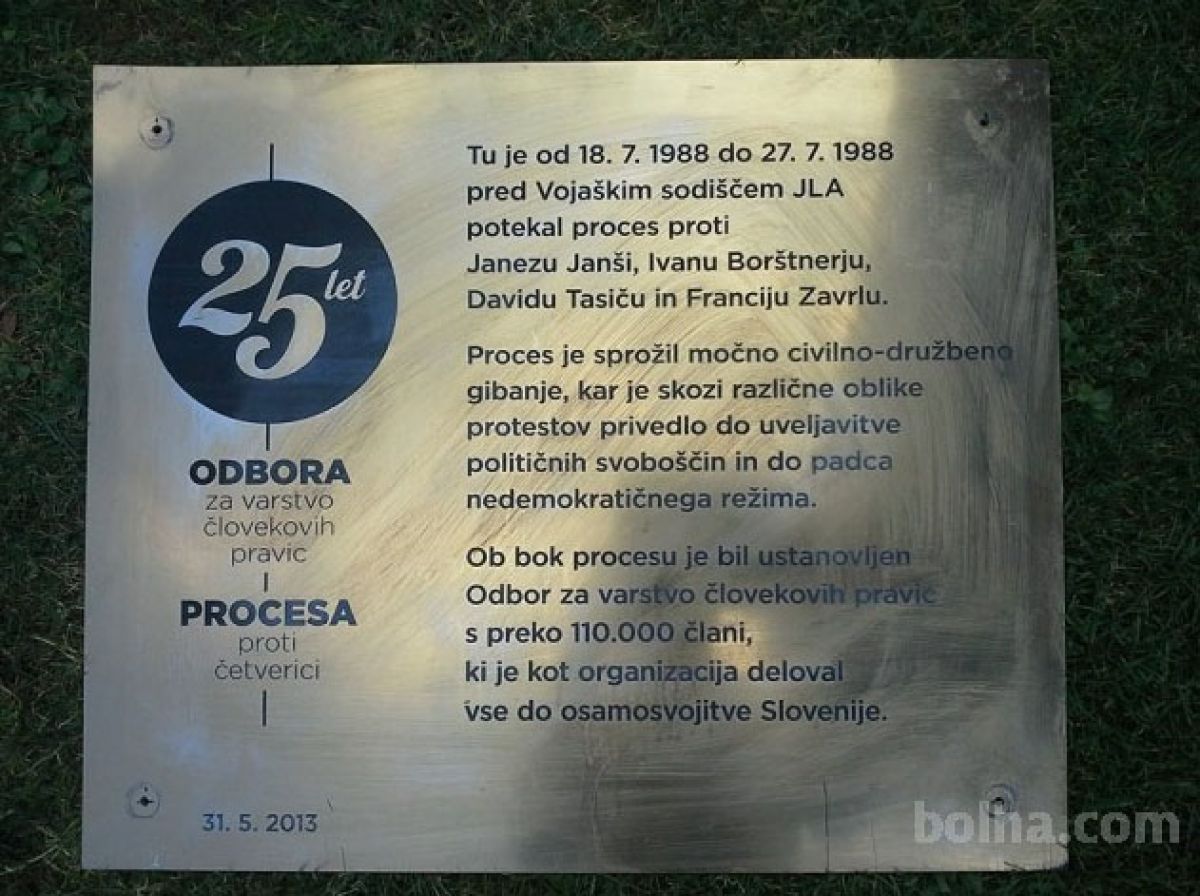 25 let
ODBORA
za varstvo
človekovih
pravic
PROCESA
proti
četverici
31. 5. 2013
Tu je od 18. 7. 1988 do 27. 7. 1988
pred Vojaškim sodiščem JLA
potekal proces proti
Janezu Janši, Ivanu Borštnerju,
Davidu Tasiču in Franciju Zavrlu.
Proces je sprožil močno civilno-družbeno
gibanje, kar je skozi različne oblike
protestov privedlo do uveljavitve
političnih svoboščin in do padca
nedemokratičnega režima.
Ob bok procesu je bil ustanovljen
Odbor za varstvo človekovih pravic
s preko 110.000 člani,
ki je kot organizacija deloval
vse do osamosvojitve Slovenije.
bolha.com